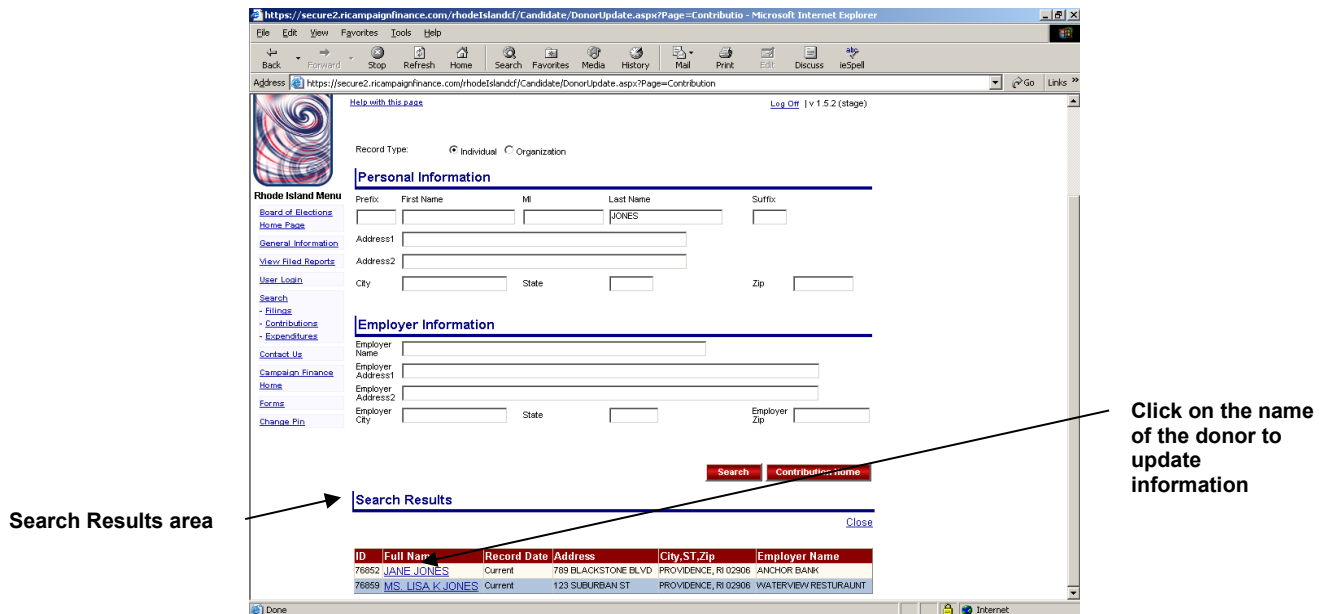 https://secure2.ricampaignfinance.com/rhodeIslandcf/Candidate/DonorUpdate.aspx?Page=Contributio - Microsoft Internet Explorer
File Edit View Favorites Tools Help
Back Forward Stop Refresh Home Search Favorites Media History Mail Print Edit Discuss ieSpell
Address https://secure2.ricampaignfinance.com/rhodeIslandcf/Candidate/DonorUpdate.aspx?Page=Contribution Go Links »
Help with this page Log Off | v 1.5.2 (stage)
Record Type: Individual Organization
Personal Information
Prefix First Name MI Last Name Suffix
JONES
Address1
Address2
City State Zip
Employer Information
Employer Name
Employer Address1
Employer Address2
Employer City State Employer Zip
Search Contribution Home
Search Results
Close
ID Full Name Record Date Address City,ST,Zip Employer Name
76852 JANE JONES Current 789 BLACKSTONE BLVD PROVIDENCE, RI 02906 ANCHOR BANK
76859 MS. LISA K JONES Current 123 SUBURBAN ST PROVIDENCE, RI 02906 WATERVIEW RESTURAUNT
Rhode Island Menu
Board of Elections
Home Page
General Information
View Filed Reports
User Login
Search
- Filings
- Contributions
- Expenditures
Contact Us
Campaign Finance
Home
Forms
Change Pin
Done Internet
Search Results area
Click on the name
of the donor to
update
information